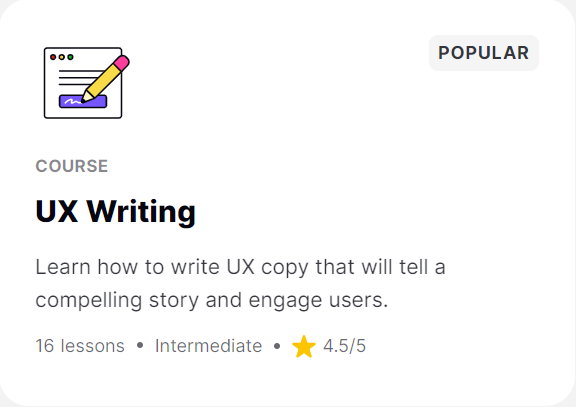 POPULAR
COURSE
UX Writing
Learn how to write UX copy that will tell a
compelling story and engage users.
16 lessons • Intermediate • ⭐ 4.5/5